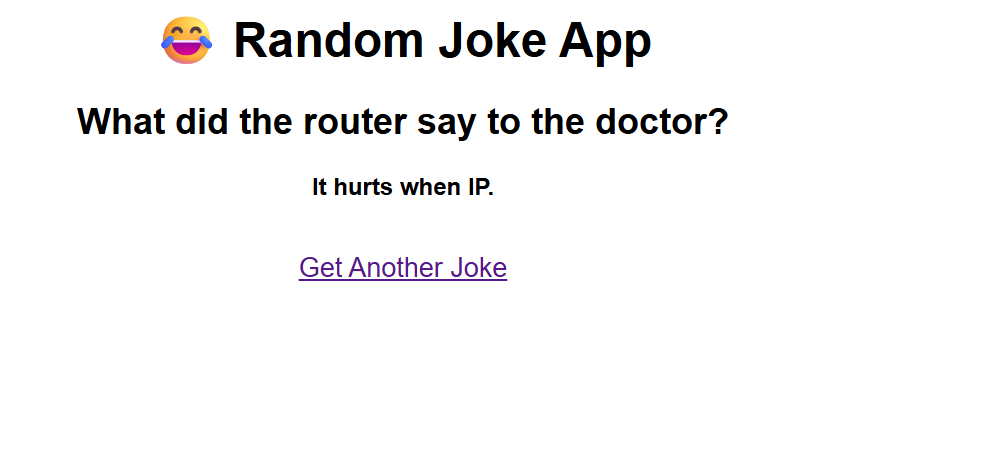 😂 Random Joke App
What did the router say to the doctor?
It hurts when IP.
Get Another Joke